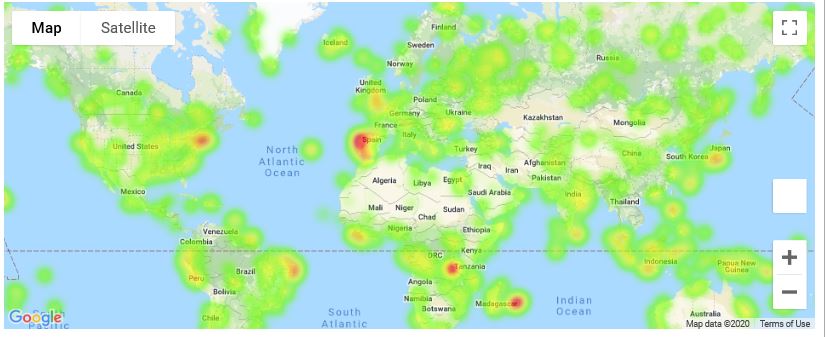 Map Satellite
Iceland
Finland
Sweden
Norway
Russia
Canada
United
Kingdom
Poland
Germany
Ukraine
France
Kazakhstan
Mongolia
Spain
Italy
United States
North
Atlantic
Ocean
Turkey
China
South Korea
Japan
Iraq
Iran
Afghanistan
Pakistan
Algeria
Libya
Egypt
Saudi Arabia
India
Mexico
Mali
Niger
Chad
Sudan
Thailand
Nigeria
Ethiopia
Venezuela
Colombia
DRC
Kenya
Tanzania
Indonesia
Papua New
Guinea
Peru
Brazil
Bolivia
Angola
Namibia
Botswana
Madagascar
Indian
Ocean
South
Atlantic
Chile
Australia
Google
South
Pacific
Map data ©2020 Terms of Use